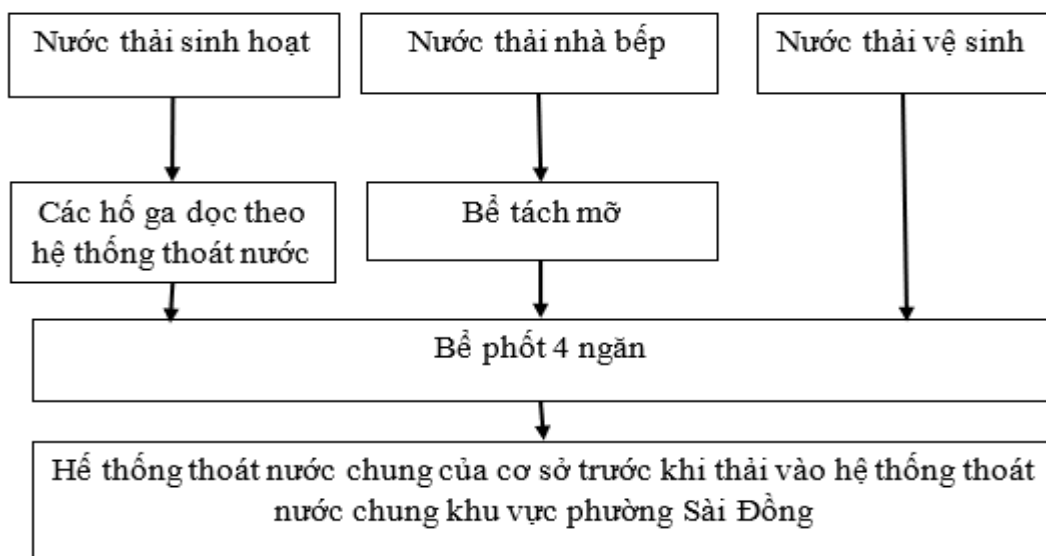 Nước thải sinh hoạt
Nước thải nhà bếp
Nước thải vệ sinh
Các hố ga dọc theo
hệ thống thoát nước
Bể tách mỡ
Bể phốt 4 ngăn
Hế thống thoát nước chung của cơ sở trước khi thải vào hệ thống thoát
nước chung khu vực phường Sài Đồng